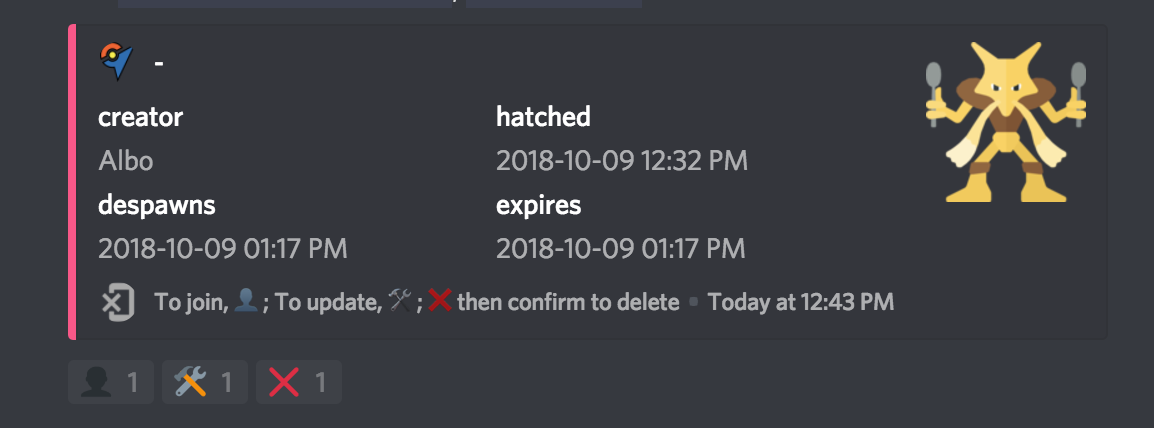 -
creator hatched
Albo 2018-10-09 12:32 PM
despawns expires
2018-10-09 01:17 PM 2018-10-09 01:17 PM
To join, 👤; To update, 🛠; ❌ then confirm to delete • Today at 12:43 PM
1 1 1